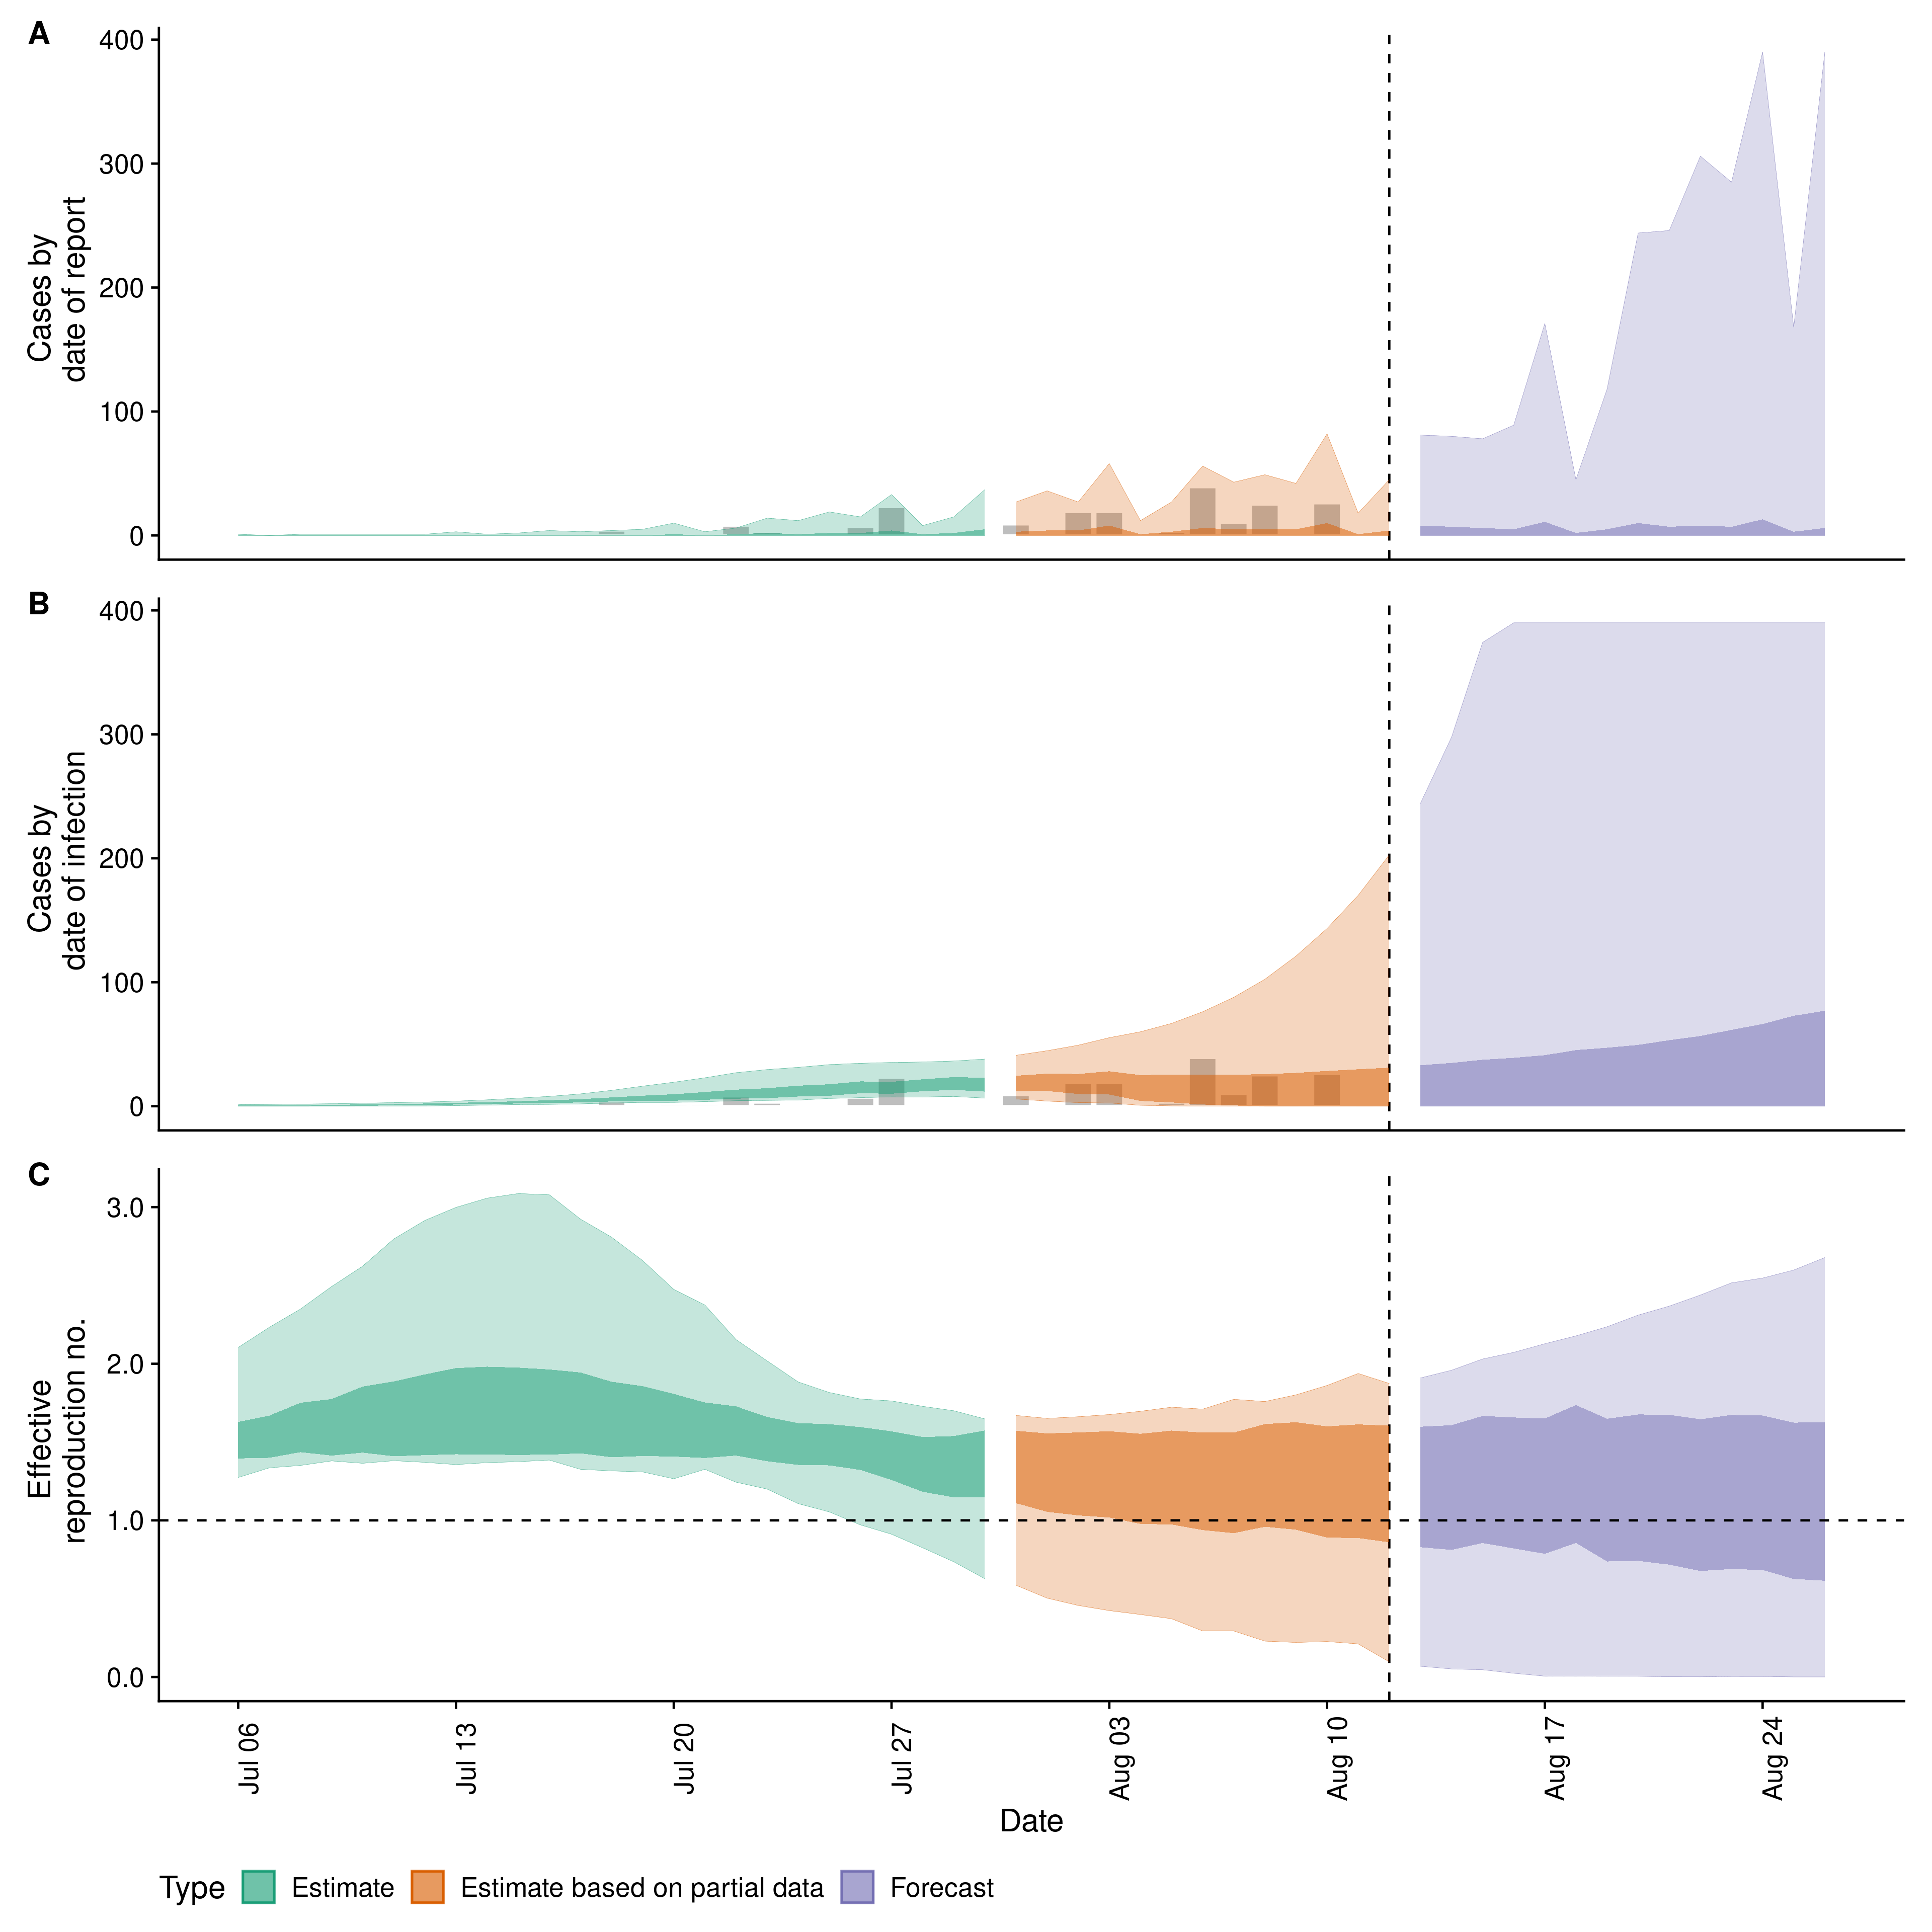 A
400
300
200
100
0
Cases by
date of report
B
400
300
200
100
0
Cases by
date of infection
C
3.0
2.0
1.0
0.0
Effective
reproduction no.
Jul 06
Jul 13
Jul 20
Jul 27
Aug 03
Aug 10
Aug 17
Aug 24
Date
Type Estimate Estimate based on partial data Forecast